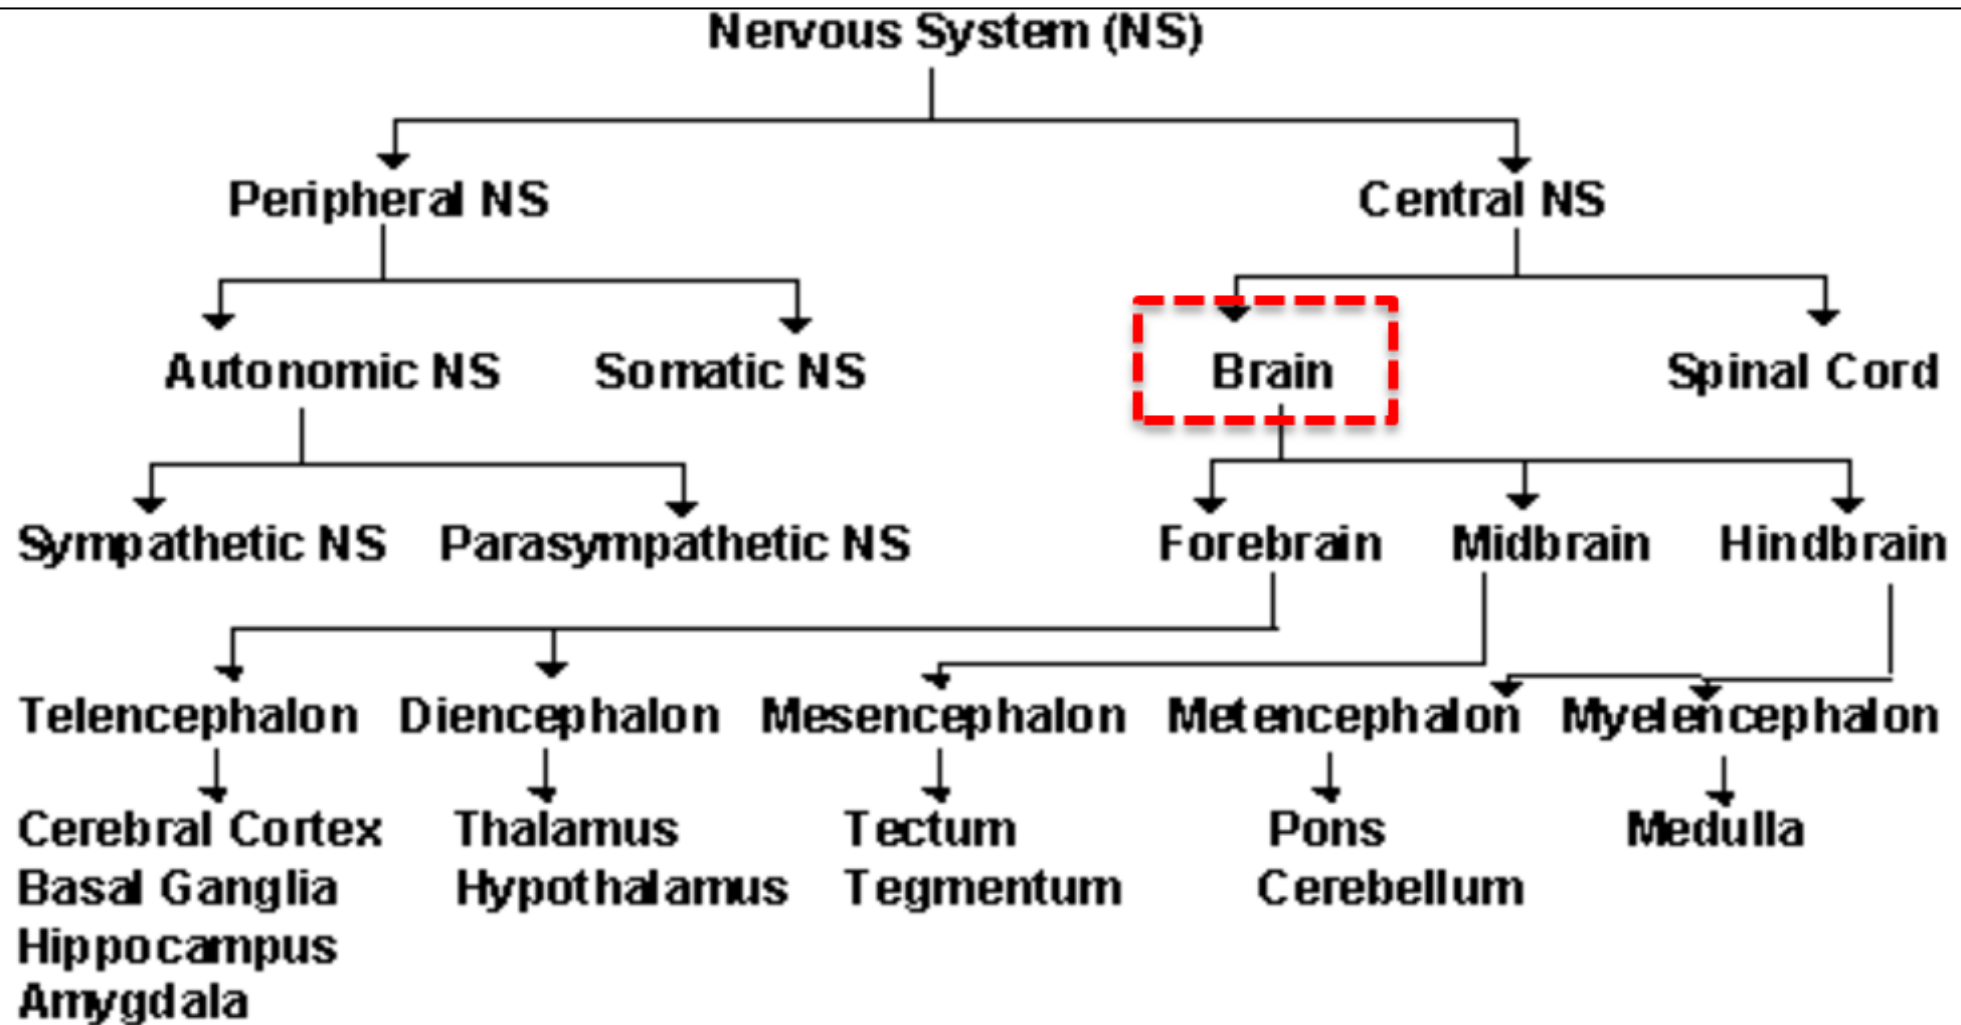 Nervous System (NS)
Peripheral NS
Central NS
Autonomic NS
Somatic NS
Brain
Spinal Cord
Sympathetic NS
Parasympathetic NS
Forebrain
Midbrain
Hindbrain
Telencephalon
Diencephalon
Mesencephalon
Metencephalon
Myelencephalon
Cerebral Cortex
Basal Ganglia
Hippocampus
Amygdala
Thalamus
Hypothalamus
Tectum
Tegmentum
Pons
Cerebellum
Medulla